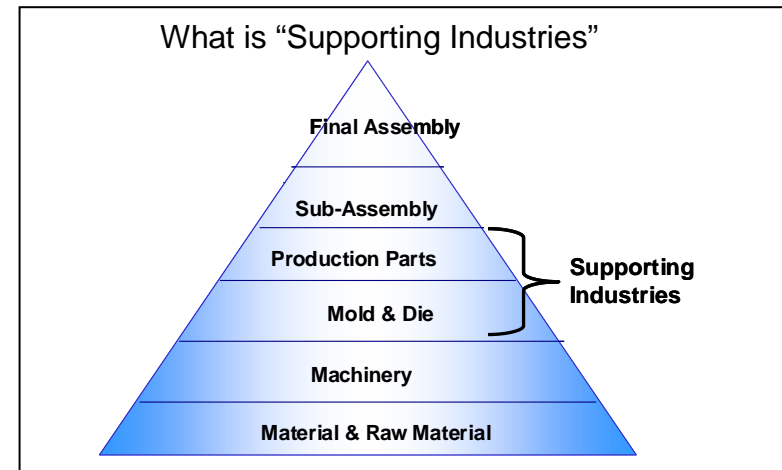 What is “Supporting Industries”
Final Assembly
Sub-Assembly
Production Parts
Mold & Die
Supporting
Industries
Machinery
Material & Raw Material